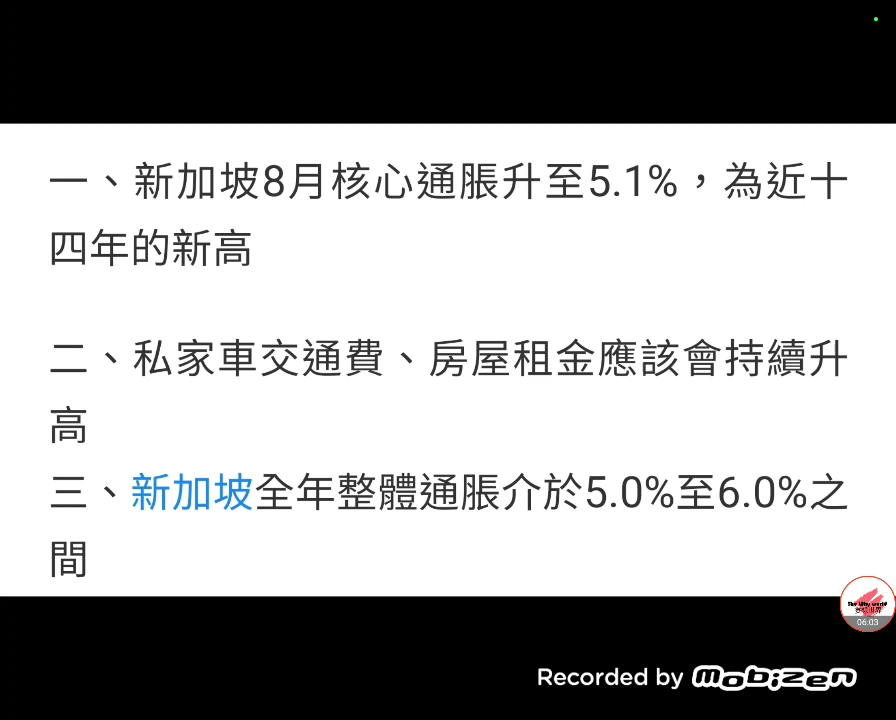 一、新加坡8月核心通脹升至5.1%，為近十
四年的新高
二、私家車交通費、房屋租金應該會持續升
高
三、新加坡全年整體通脹介於5.0%至6.0%之
間
06:03
Recorded by mobizen